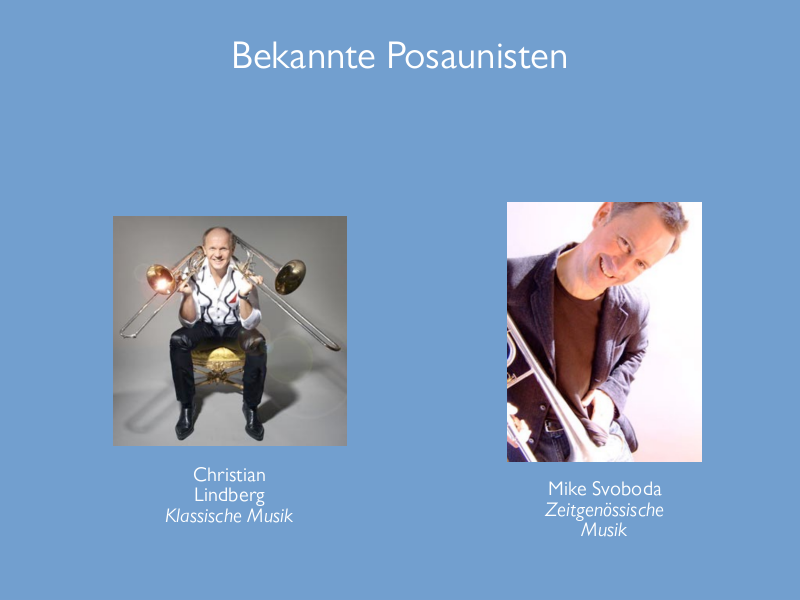 Bekannte Posaunisten
Christian
Lindberg
Klassische Musik
Mike Svoboda
Zeitgenössische
Musik